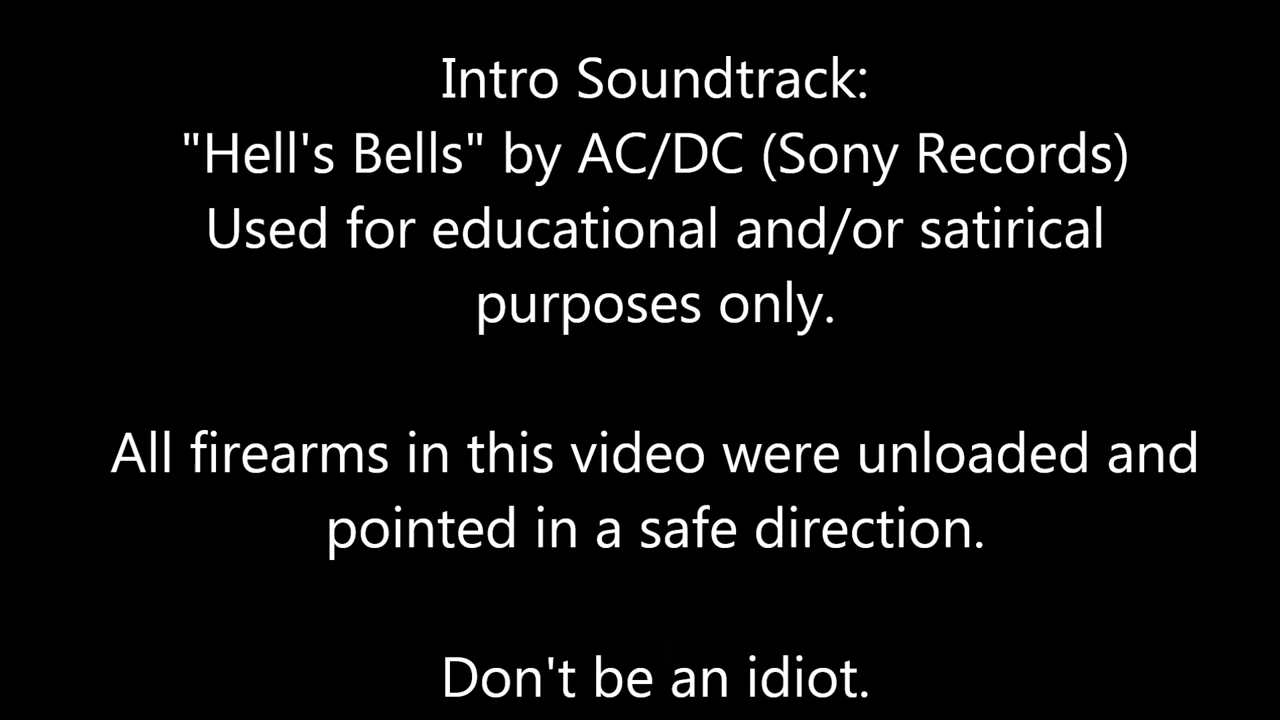 Intro Soundtrack:
"Hell's Bells" by AC/DC (Sony Records)
Used for educational and/or satirical
purposes only.
All firearms in this video were unloaded and
pointed in a safe direction.
Don't be an idiot.